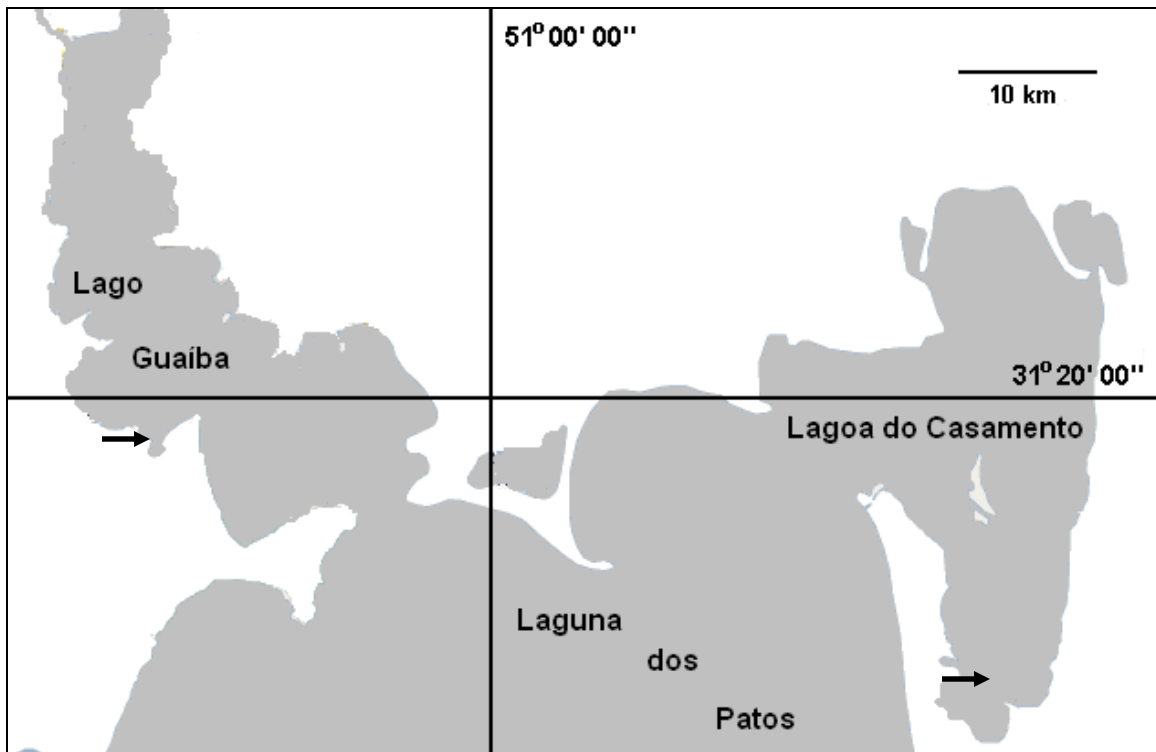 51º 00' 00"
10 km
Lago
Guaíba
31º 20' 00"
Lagoa do Casamento
Laguna
dos
Patos